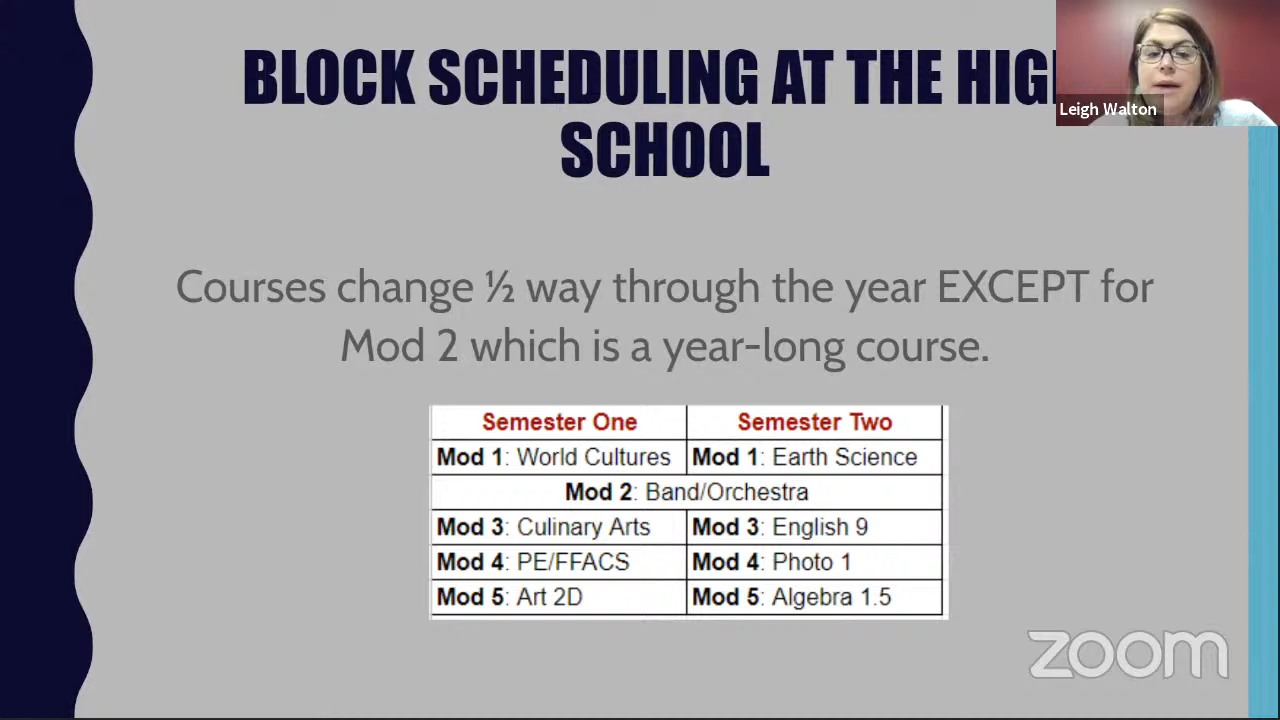 BLOCK SCHEDULING AT THE HIG
SCHOOL
Leigh Walton
Courses change ½ way through the year EXCEPT for
Mod 2 which is a year-long course.
Semester One Semester Two
Mod 1: World Cultures Mod 1: Earth Science
Mod 2: Band/Orchestra
Mod 3: Culinary Arts Mod 3: English 9
Mod 4: PE/FFACS Mod 4: Photo 1
Mod 5: Art 2D Mod 5: Algebra 1.5
zoom